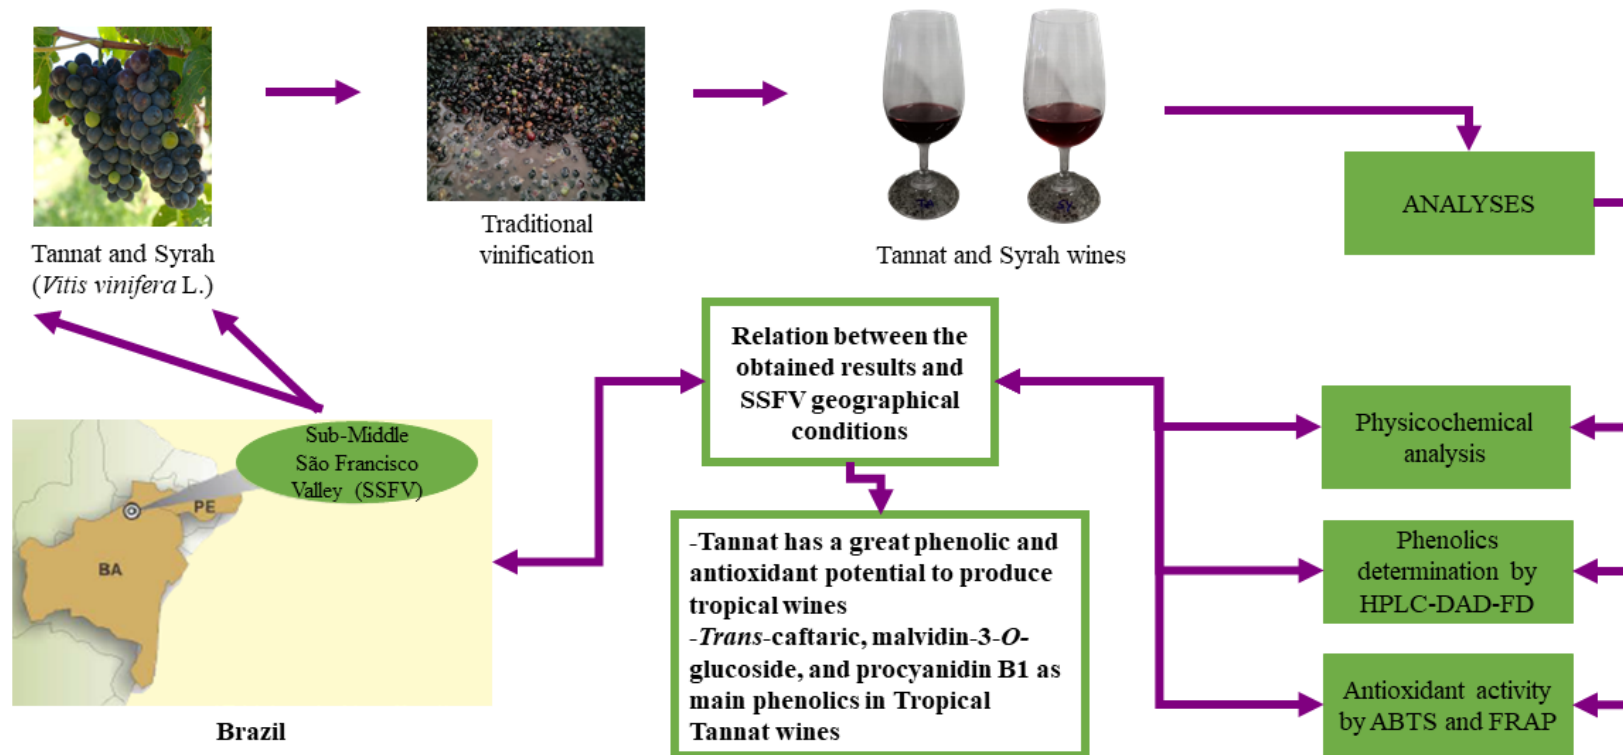 Tannat and Syrah
(Vitis vinifera L.)
Traditional
vinification
Tannat and Syrah wines
ANALYSES
Sub-Middle
São Francisco
Valley (SSFV)
PE
BA
Brazil
Relation between the
obtained results and
SSFV geographical
conditions
-Tannat has a great phenolic and
antioxidant potential to produce
tropical wines
-Trans-caftaric, malvidin-3-O-
glucoside, and procyanidin B1 as
main phenolics in Tropical
Tannat wines
Physicochemical
analysis
Phenolics
determination by
HPLC-DAD-FD
Antioxidant activity
by ABTS and FRAP